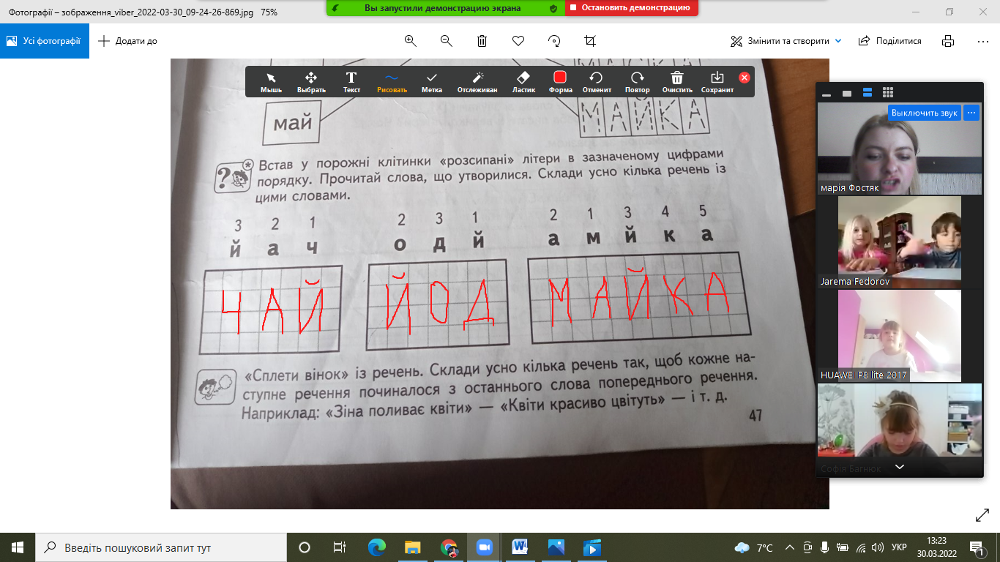 Фотографії – зображення_viber_2022-03-30_09-24-26-869.jpg 75%
Вы запустили демонстрацию экрана
Остановить демонстрацию
Усі фотографії
Додати до
Змінити та створити
Поділитися
Мышь Выбрать Текст Рисовать Метка Отслеживан Ластик Форма Отменит Повтор Очистить Сохранит
май
МАЙКА
Встав у порожні клітинки «розсипані» літери в зазначеному цифрами
порядку. Прочитай слова, що утворилися. Склади усно кілька речень із
цими словами.
3 2 1 2 3 1 2 1 3 4 5
й а ч о д й а м й к а
ЧАЙ ЙОД МАЙКА
«Сплети вінок» із речень. Склади усно кілька речень так, щоб кожне на-
ступне речення починалося з останнього слова попереднього речення.
Наприклад: «Зіна поливає квіти» — «Квіти красиво цвітуть» — і т. д.
47
Выключить звук
марія Фостяк
Jarema Fedorov
HUAWEI P8 lite 2017
Софія Багнюк
Введіть пошуковий запит тут
7°C
УКР
13:23
30.03.2022
1